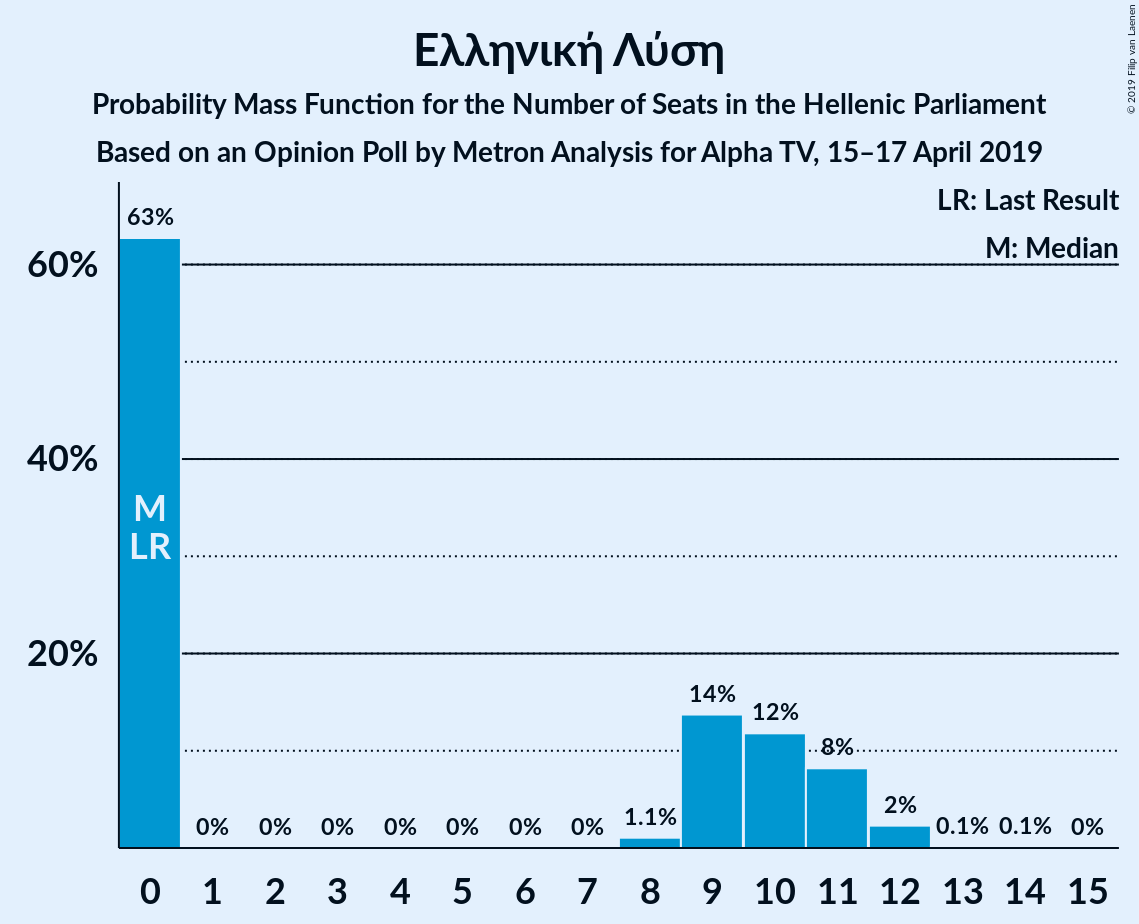 Ελληνική Λύση
Probability Mass Function for the Number of Seats in the Hellenic Parliament
Based on an Opinion Poll by Metron Analysis for Alpha TV, 15–17 April 2019
© 2019 Filip van Laenen
LR: Last Result
M: Median
60%
40%
20%
63%
M
LR
0% 0% 0% 0% 0% 0% 0% 1.1% 14% 12% 8% 2% 0.1% 0.1% 0%
0 1 2 3 4 5 6 7 8 9 10 11 12 13 14 15